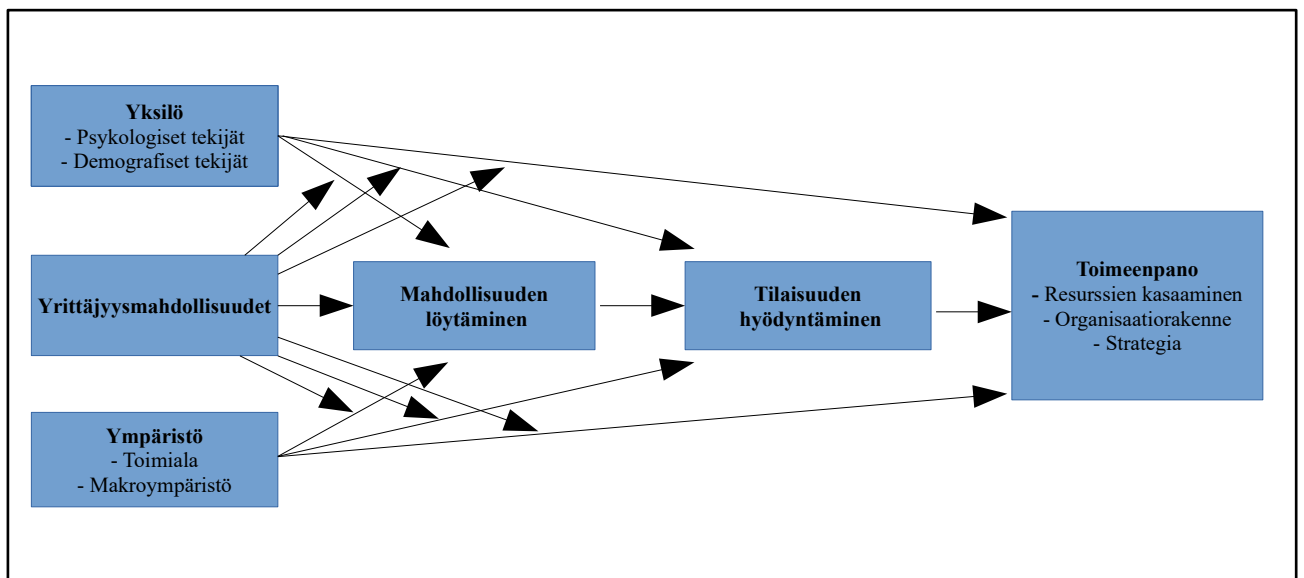 Yksilö
- Psykologiset tekijät
- Demografiset tekijät
Yrittäjyysmahdollisuudet
Ympäristö
- Toimiala
- Makroympäristö
Mahdollisuuden
löytäminen
Tilaisuuden
hyödyntäminen
Toimeenpano
- Resurssien kasaaminen
- Organisaatiorakenne
- Strategia